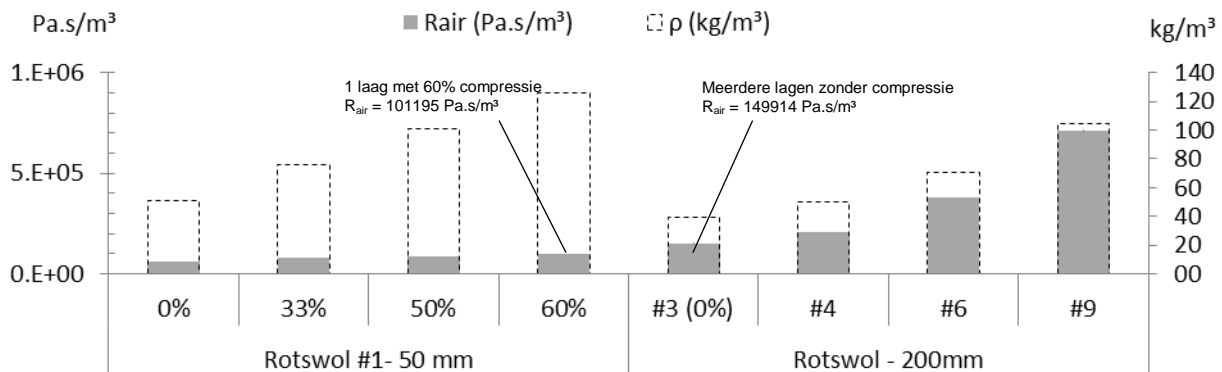 Pa.s/m³
Rair (Pa.s/m³)
ρ (kg/m³)
kg/m³
1.E+06
5.E+05
0.E+00
1 laag met 60% compressie
Rair = 101195 Pa.s/m³
Meerdere lagen zonder compressie
Rair = 149914 Pa.s/m³
140
120
100
80
60
40
20
00
0% 33% 50% 60% #3 (0%) #4 #6 #9
Rotswol #1- 50 mm Rotswol - 200mm